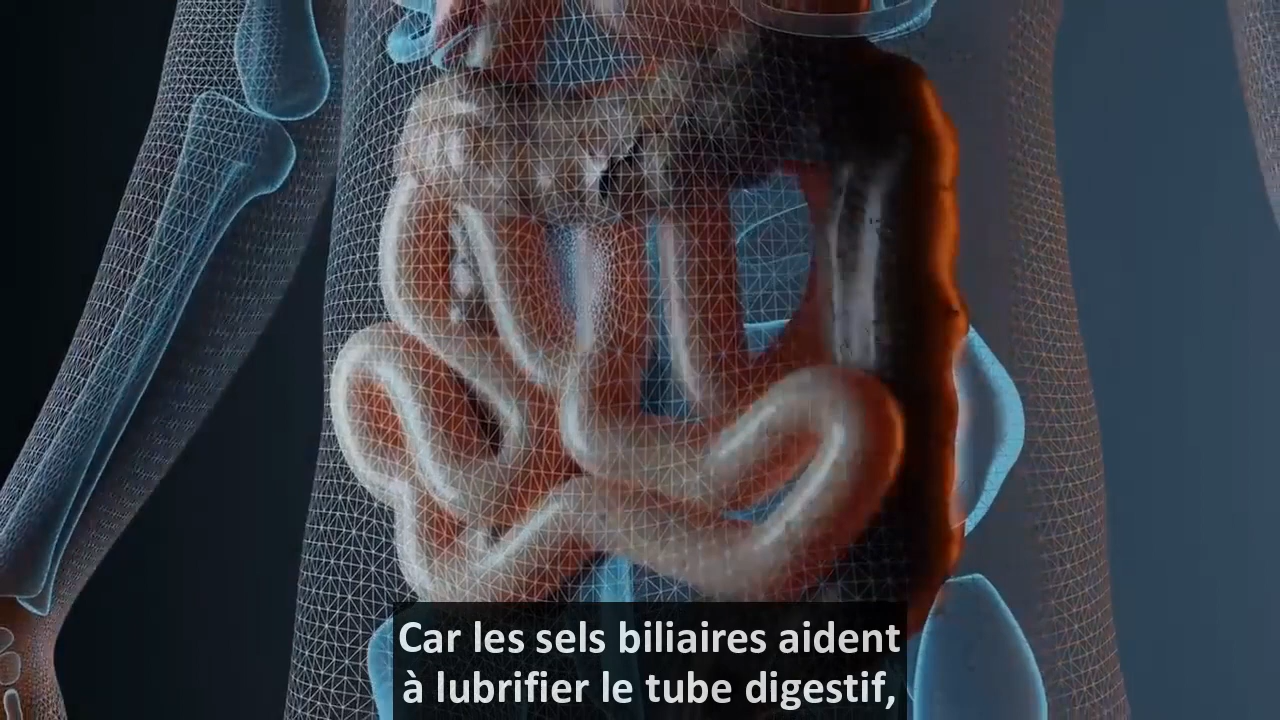 Car les sels biliaires aident
à lubrifier le tube digestif,